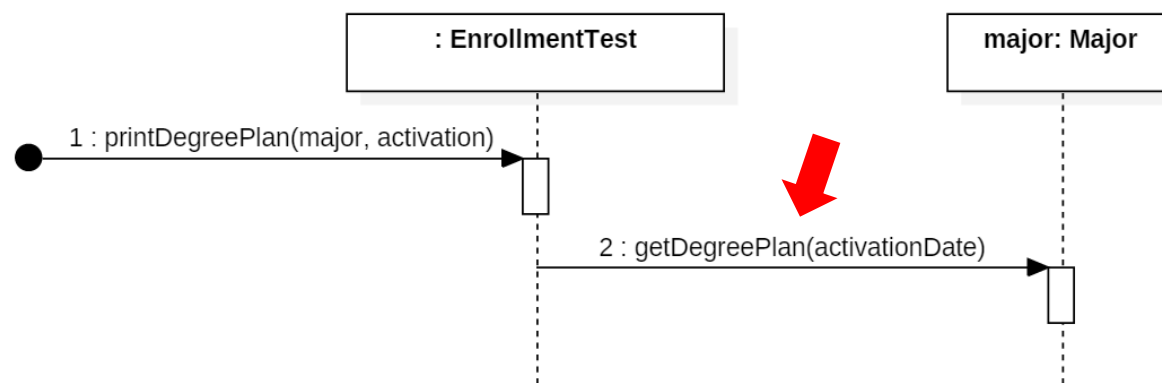 : EnrollmentTest
major: Major
1 : printDegreePlan(major, activation)
2 : getDegreePlan(activationDate)